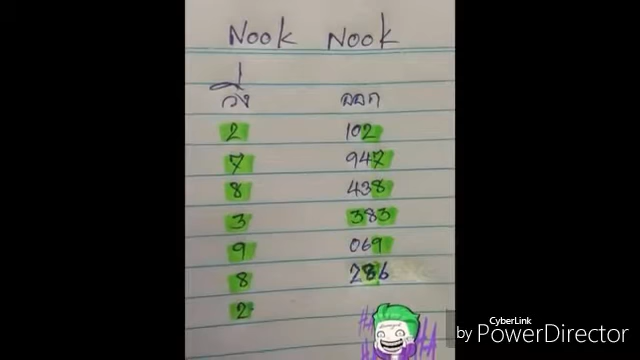 Nook Nook
วิ่ง ออก
2 102
7 947
8 438
3 383
9 069
8 286
2
CyberLink
by PowerDirector